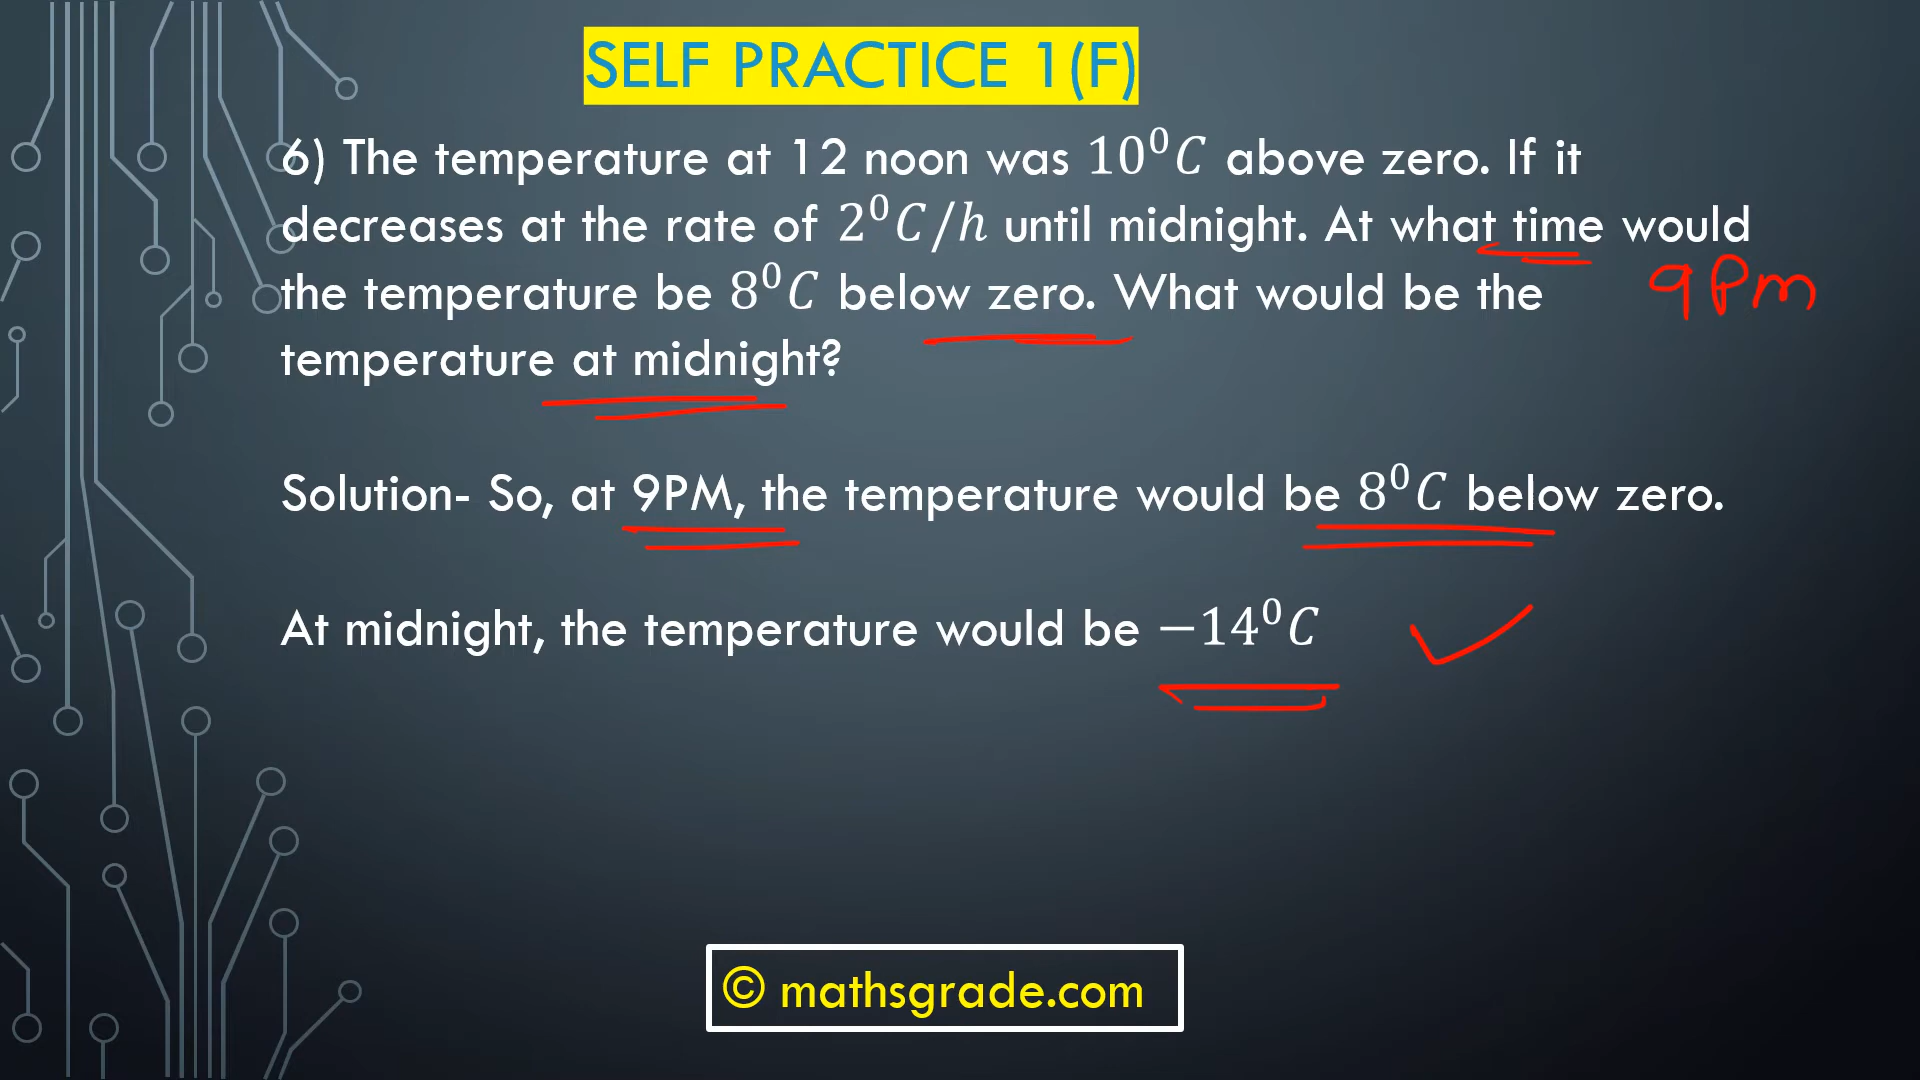 SELF PRACTICE 1(F)
6) The temperature at 12 noon was 10⁰C above zero. If it
decreases at the rate of 2⁰C/h until midnight. At what time would
the temperature be 8⁰C below zero. What would be the
9Pm
temperature at midnight?
Solution- So, at 9PM, the temperature would be 8⁰C below zero.
At midnight, the temperature would be −14⁰C
© mathsgrade.com